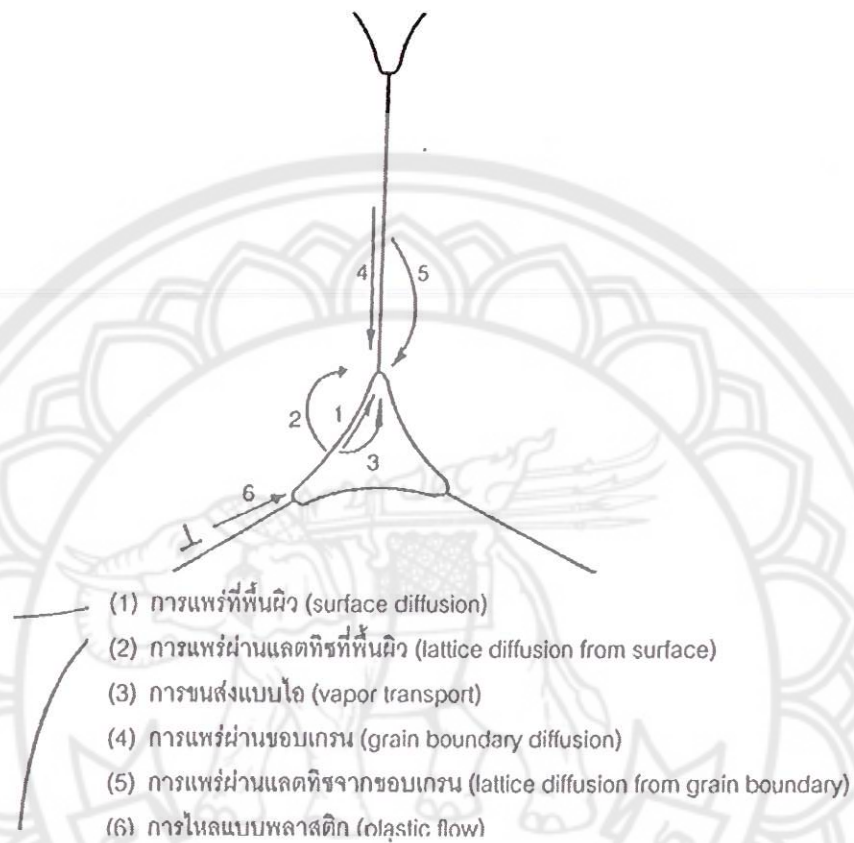 4
5
2
1
3
6
(1) การแพร่ที่พื้นผิว (surface diffusion)
(2) การแพร่ผ่านแลตทิซที่พื้นผิว (lattice diffusion from surface)
(3) การขนส่งแบบไอ (vapor transport)
(4) การแพร่ผ่านขอบเกรน (grain boundary diffusion)
(5) การแพร่ผ่านแลตทิซจากขอบเกรน (lattice diffusion from grain boundary)
(6) การไหลแบบพลาสติก (plastic flow)